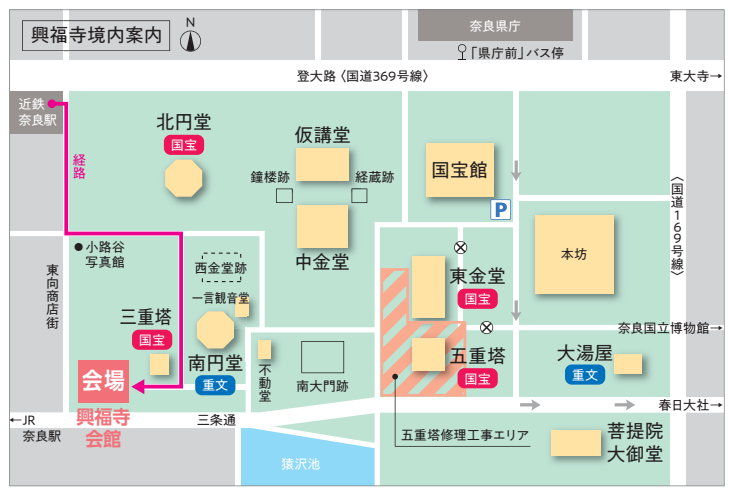 興福寺境内案内
N
奈良県庁
「県庁前」バス停
登大路〈国道369号線〉
東大寺→
近鉄
奈良駅
経路
北円堂
国宝
仮講堂
国宝館
鐘楼跡
経蔵跡
P
〈国道169号線〉
中金堂
本坊
小路谷
写真館
西金堂跡
東金堂
国宝
東向商店街
一言観音堂
三重塔
国宝
奈良国立博物館→
南円堂
重文
不動堂
南大門跡
五重塔
国宝
大湯屋
重文
会場
興福寺
会館
春日大社→
←JR
奈良駅
三条通
五重塔修理工事エリア
菩提院
大御堂
猿沢池